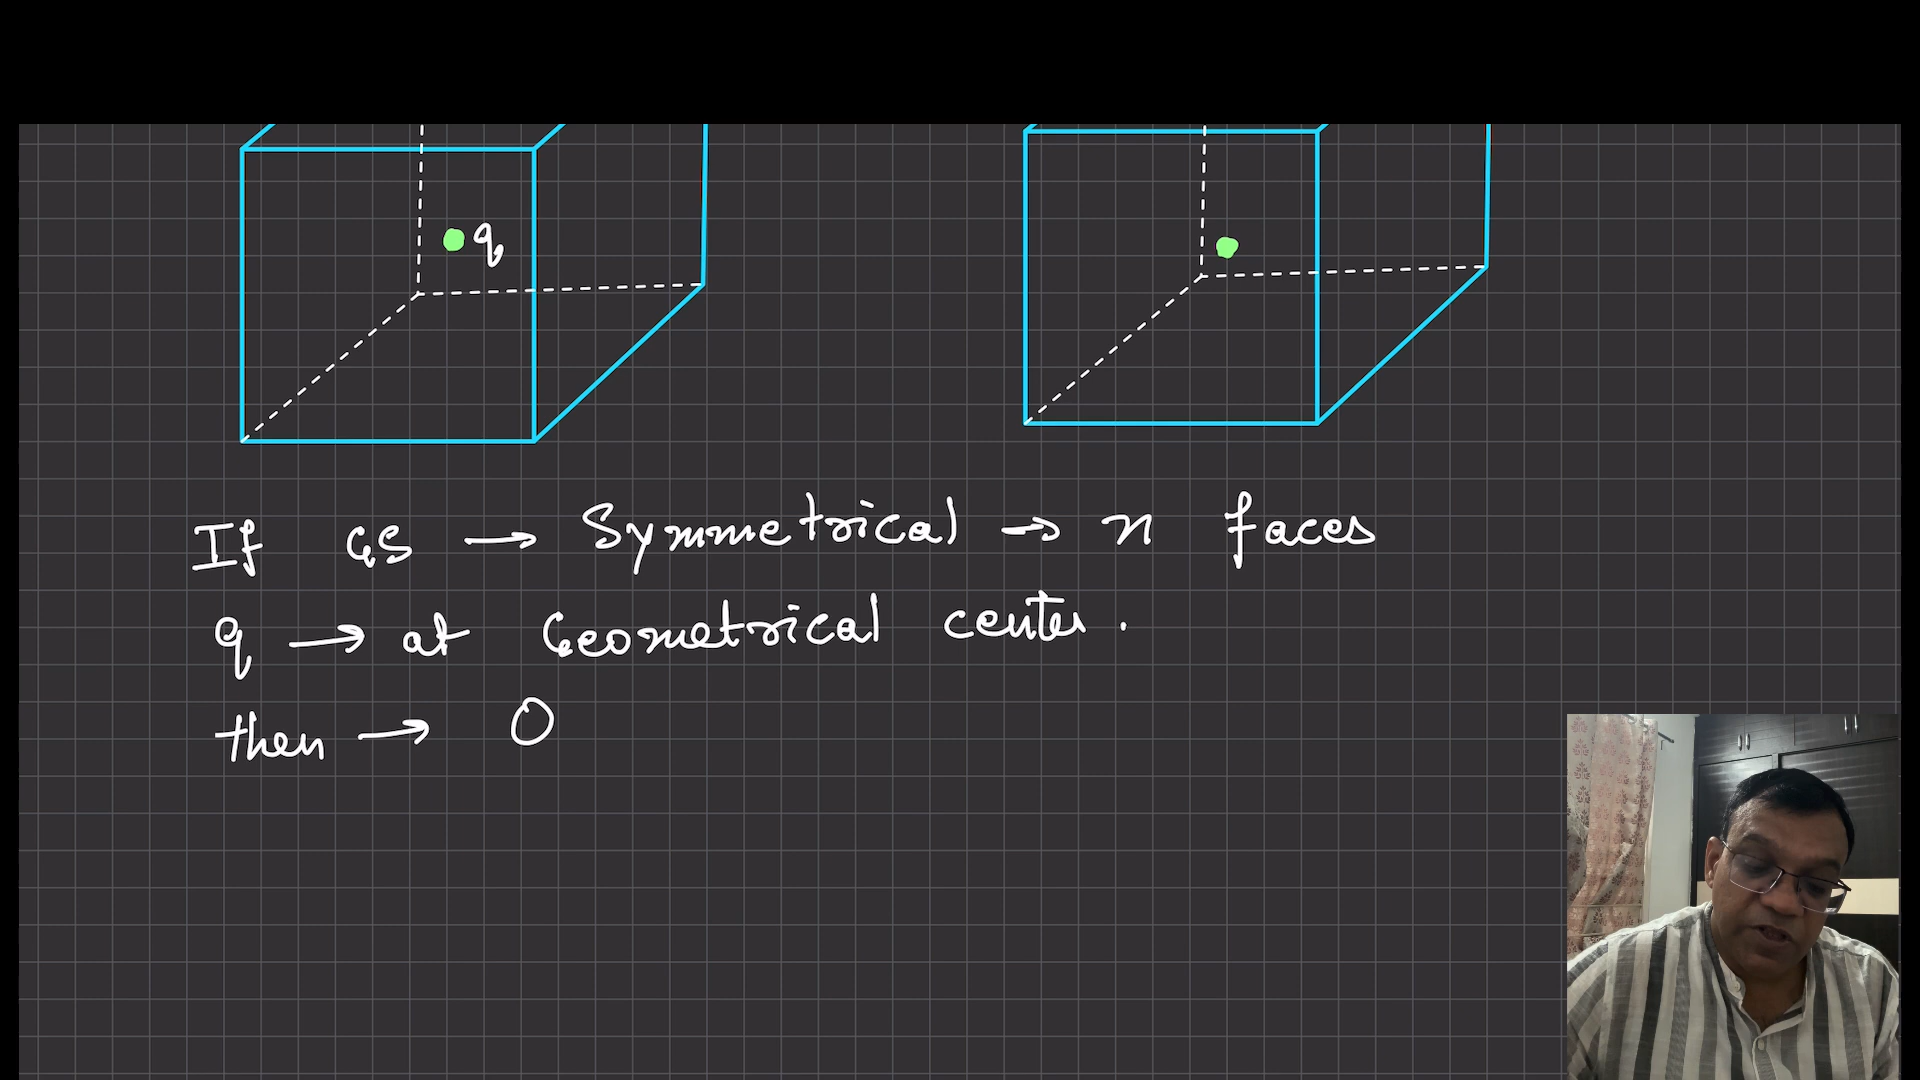 q
If GS → Symmetrical → n faces
q → at Geometrical center.
then → O